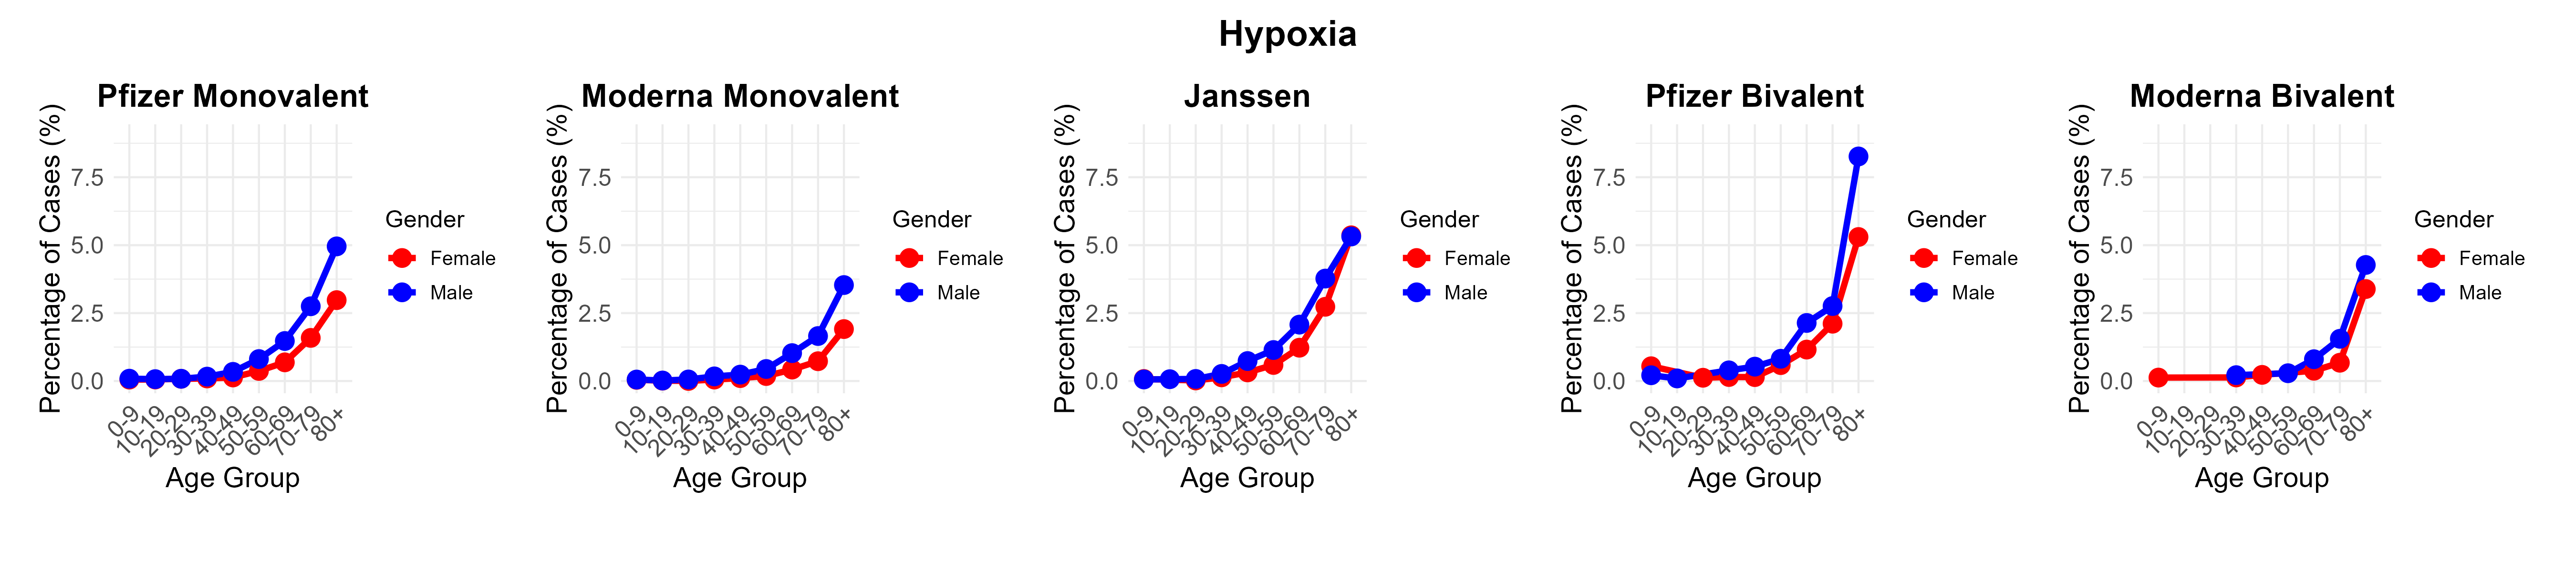 Hypoxia
Pfizer Monovalent
Percentage of Cases (%)
7.5
5.0
2.5
0.0
0-9
10-19
20-29
30-39
40-49
50-59
60-69
70-79
80+
Age Group
Gender
Female
Male
Moderna Monovalent
Percentage of Cases (%)
7.5
5.0
2.5
0.0
0-9
10-19
20-29
30-39
40-49
50-59
60-69
70-79
80+
Age Group
Gender
Female
Male
Janssen
Percentage of Cases (%)
7.5
5.0
2.5
0.0
0-9
10-19
20-29
30-39
40-49
50-59
60-69
70-79
80+
Age Group
Gender
Female
Male
Pfizer Bivalent
Percentage of Cases (%)
7.5
5.0
2.5
0.0
0-9
10-19
20-29
30-39
40-49
50-59
60-69
70-79
80+
Age Group
Gender
Female
Male
Moderna Bivalent
Percentage of Cases (%)
7.5
5.0
2.5
0.0
0-9
10-19
20-29
30-39
40-49
50-59
60-69
70-79
80+
Age Group
Gender
Female
Male